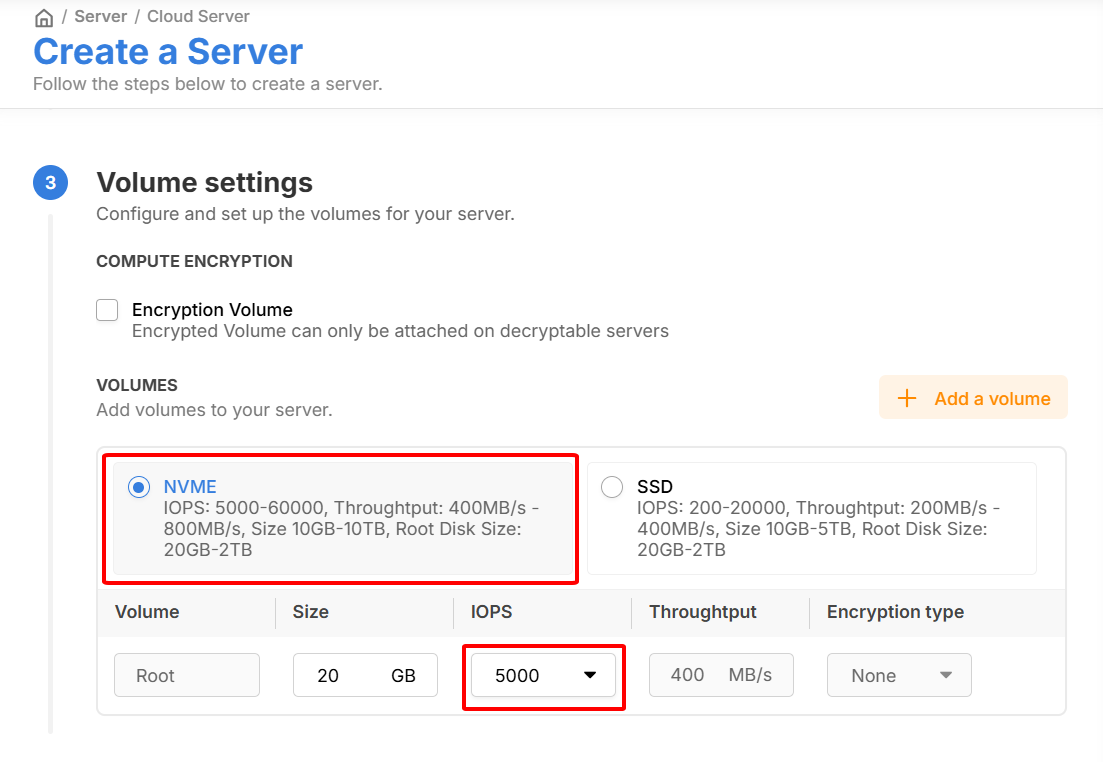 / Server / Cloud Server
Create a Server
Follow the steps below to create a server.
3 Volume settings
Configure and set up the volumes for your server.
COMPUTE ENCRYPTION
Encryption Volume
Encrypted Volume can only be attached on decryptable servers
VOLUMES
Add volumes to your server.
+ Add a volume
NVME
IOPS: 5000-60000, Throughtput: 400MB/s -
800MB/s, Size 10GB-10TB, Root Disk Size:
20GB-2TB
SSD
IOPS: 200-20000, Throughtput: 200MB/s -
400MB/s, Size 10GB-5TB, Root Disk Size:
20GB-2TB
Volume Size IOPS Throughtput Encryption type
Root 20 GB 5000 400 MB/s None